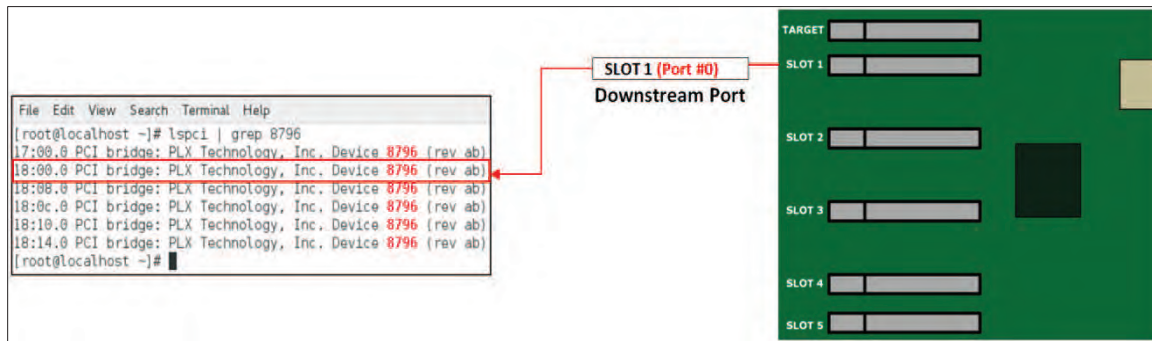 File Edit View Search Terminal Help
[root@localhost ~]# lspci | grep 8796
17:00.0 PCI bridge: PLX Technology, Inc. Device 8796 (rev ab)
18:00.0 PCI bridge: PLX Technology, Inc. Device 8796 (rev ab)
18:08.0 PCI bridge: PLX Technology, Inc. Device 8796 (rev ab)
18:0c.0 PCI bridge: PLX Technology, Inc. Device 8796 (rev ab)
18:10.0 PCI bridge: PLX Technology, Inc. Device 8796 (rev ab)
18:14.0 PCI bridge: PLX Technology, Inc. Device 8796 (rev ab)
[root@localhost ~]#
SLOT 1 (Port #0)
Downstream Port
TARGET
SLOT 1
SLOT 2
SLOT 3
SLOT 4
SLOT 5